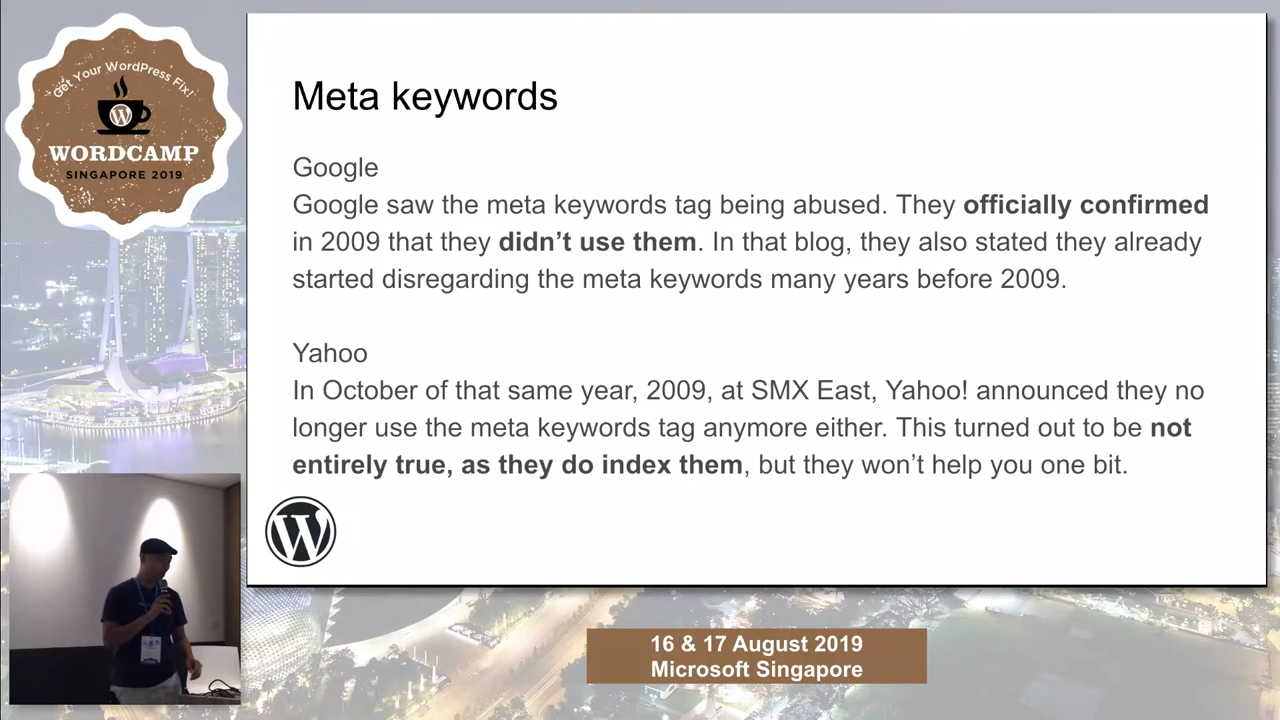 Get Your WordPress Fix!
WORDCAMP
SINGAPORE 2019
Meta keywords
Google
Google saw the meta keywords tag being abused. They officially confirmed
in 2009 that they didn’t use them. In that blog, they also stated they already
started disregarding the meta keywords many years before 2009.
Yahoo
In October of that same year, 2009, at SMX East, Yahoo! announced they no
longer use the meta keywords tag anymore either. This turned out to be not
entirely true, as they do index them, but they won’t help you one bit.
16 & 17 August 2019
Microsoft Singapore